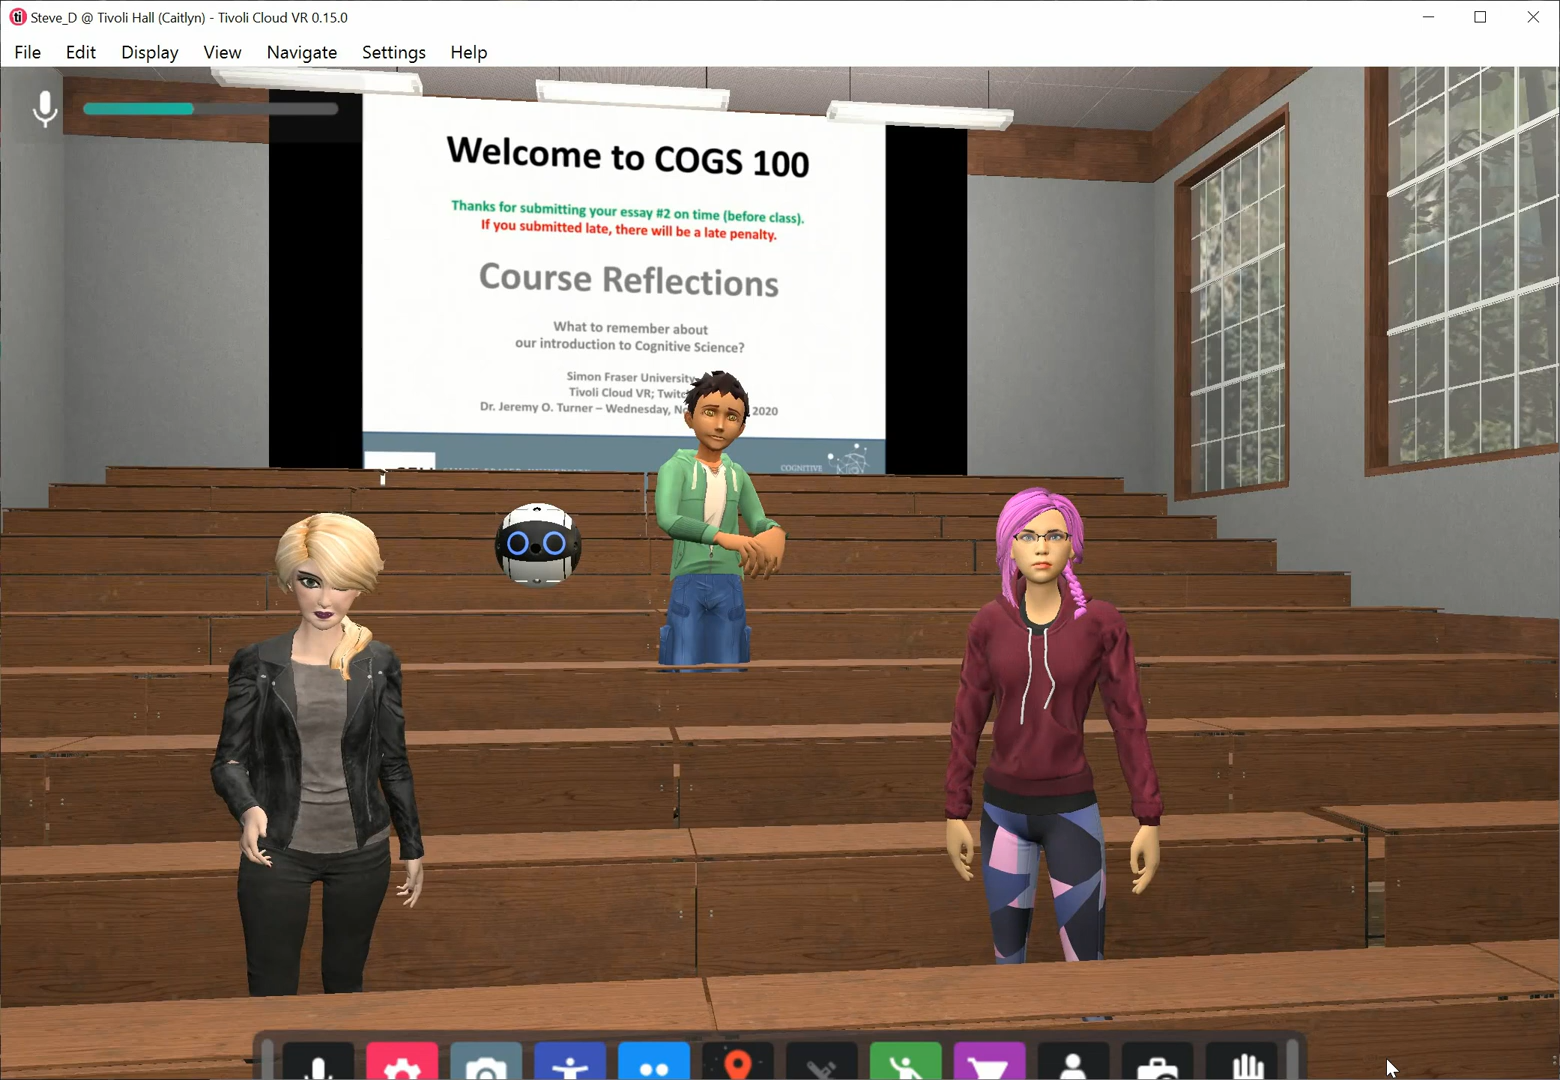 Steve_D @ Tivoli Hall (Caitlyn) - Tivoli Cloud VR 0.15.0
File Edit Display View Navigate Settings Help
Welcome to COGS 100
Thanks for submitting your essay #2 on time (before class).
If you submitted late, there will be a late penalty.
Course Reflections
What to remember about
our introduction to Cognitive Science?
Simon Fraser University
Tivoli Cloud VR;
Dr. Jeremy O. Turner – Wednesday, 2020
COGNITIVE